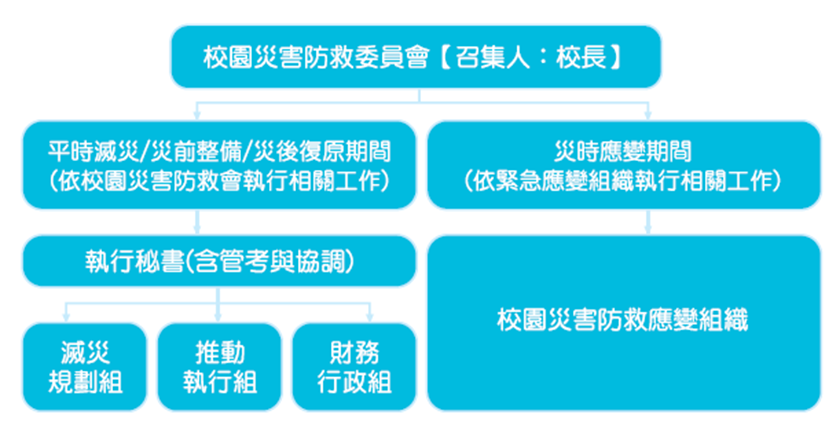 校園災害防救委員會【召集人：校長】
平時減災/災前整備/災後復原期間
(依校園災害防救會執行相關工作)
災時應變期間
(依緊急應變組織執行相關工作)
執行秘書(含管考與協調)
減災
規劃組
推動
執行組
財務
行政組
校園災害防救應變組織